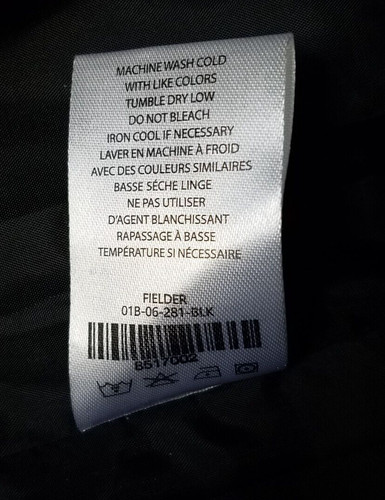 MACHINE WASH COLD
WITH LIKE COLORS
TUMBLE DRY LOW
DO NOT BLEACH
IRON COOL IF NECESSARY
LAVER EN MACHINE À FROID
AVEC DES COULEURS SIMILAIRES
BASSE SÉCHE LINGE
NE PAS UTILISER
D'AGENT BLANCHISSANT
RAPASSAGE À BASSE
TEMPÉRATURE SI NÉCESSAIRE
FIELDER
01B-06-281-BLK
B517002